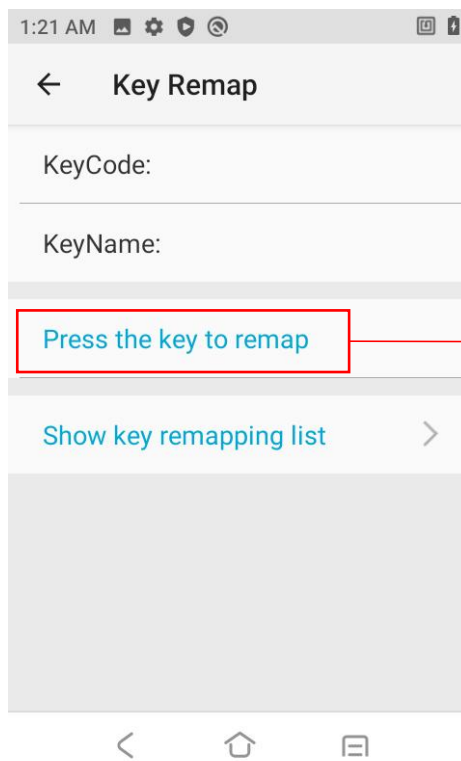 1:21 AM
Key Remap
KeyCode:
KeyName:
Press the key to remap
Show key remapping list